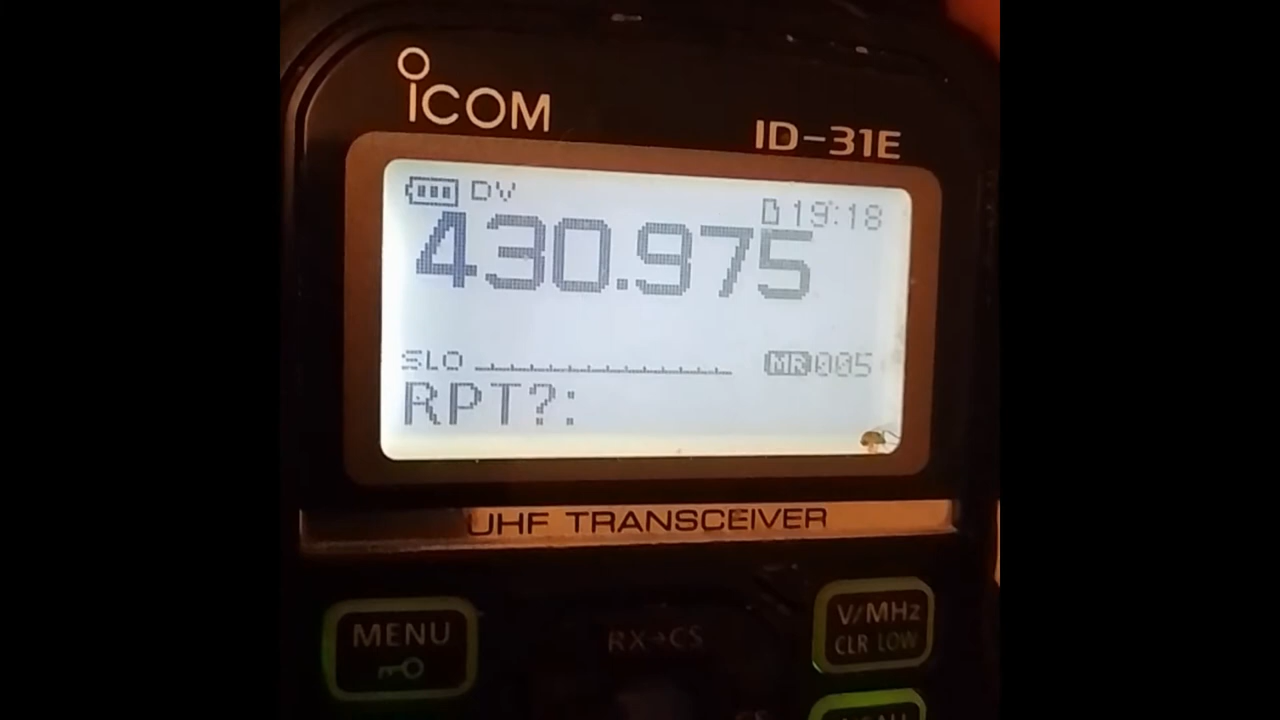 iCOM
ID-31E
DV
19:18
430.975
SLO
MR 005
RPT?:
UHF TRANSCEIVER
MENU
RX→CS
V/MHz
CLR LOW